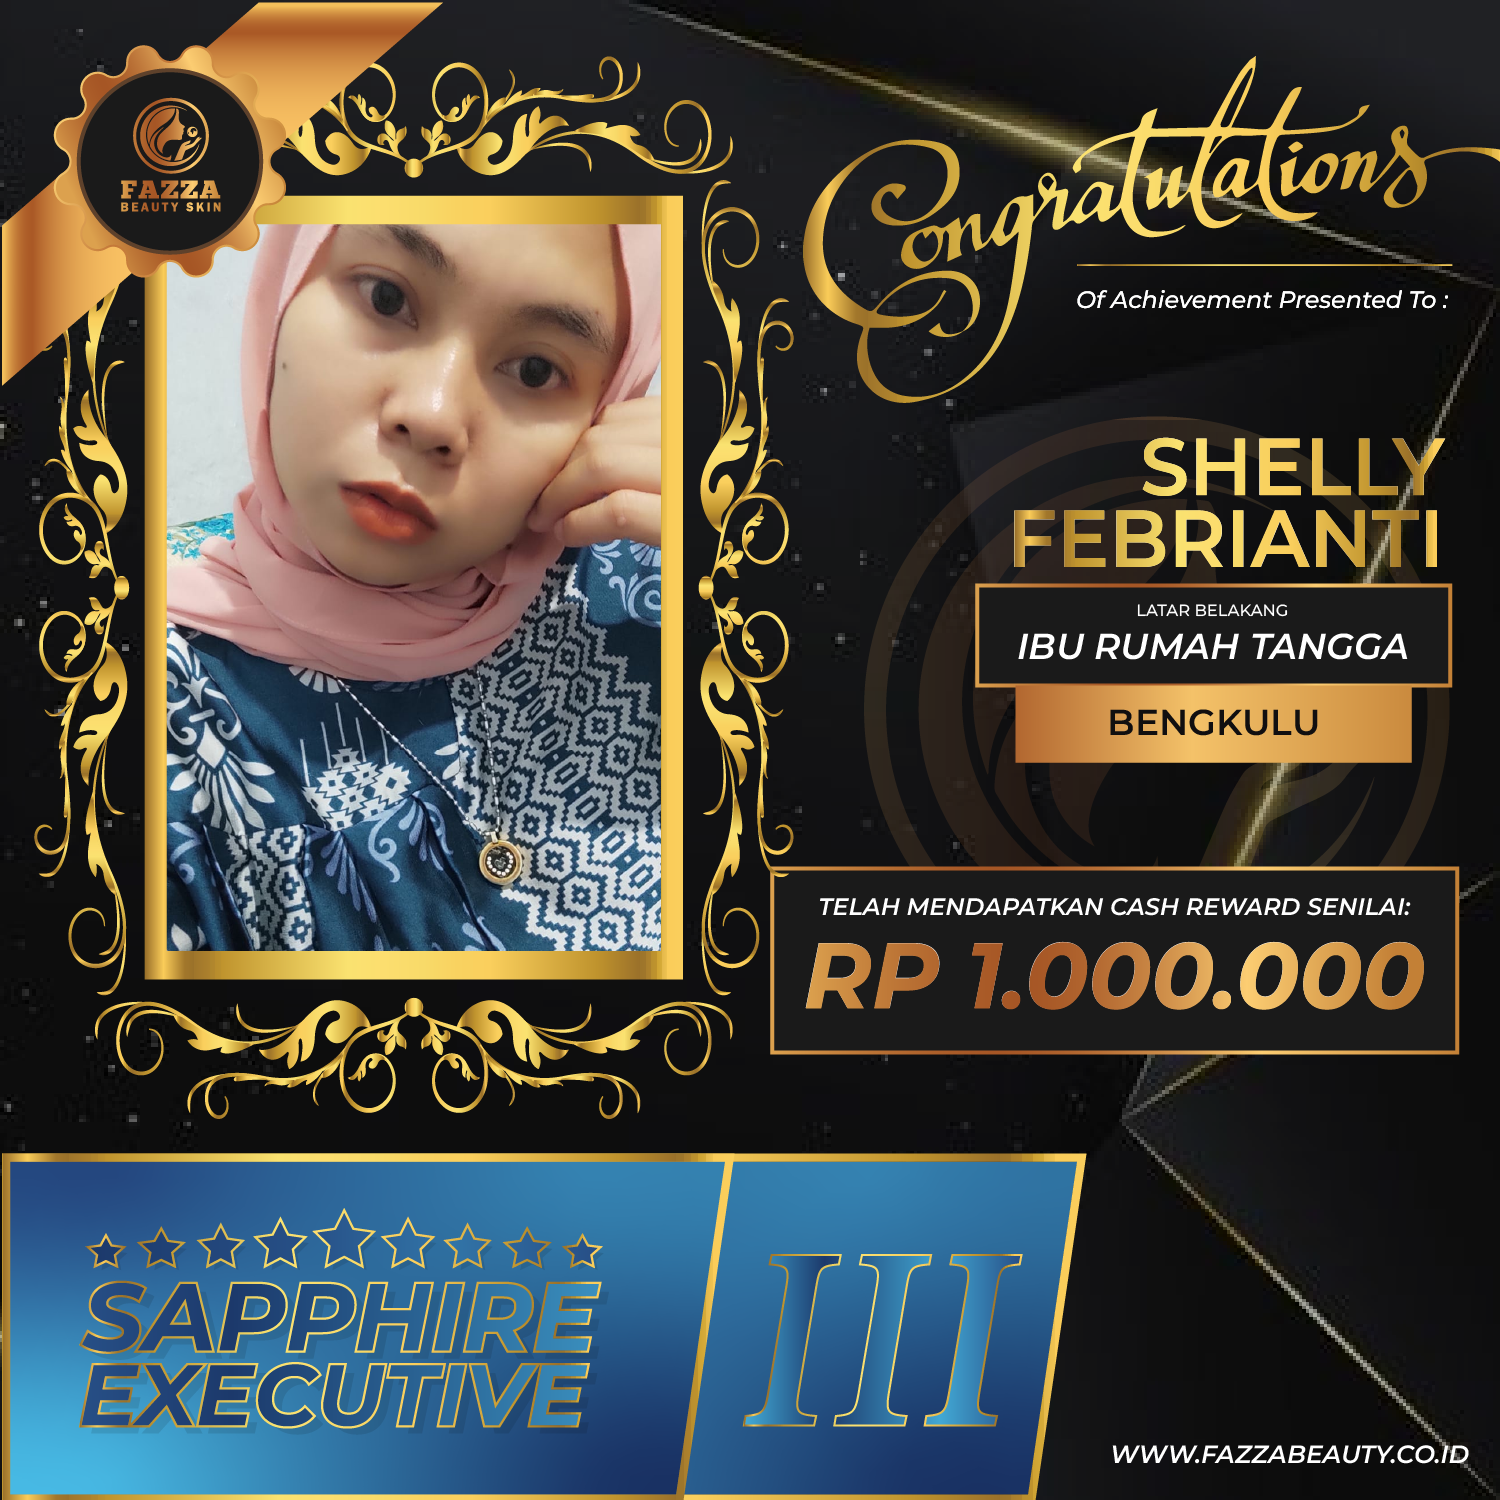 FAZZA
BEAUTY SKIN
Congratulations
Of Achievement Presented To :
SHELLY
FEBRIANTI
LATAR BELAKANG
IBU RUMAH TANGGA
BENGKULU
TELAH MENDAPATKAN CASH REWARD SENILAI:
RP 1.000.000
SAPPHIRE
EXECUTIVE
III
WWW.FAZZABEAUTY.CO.ID